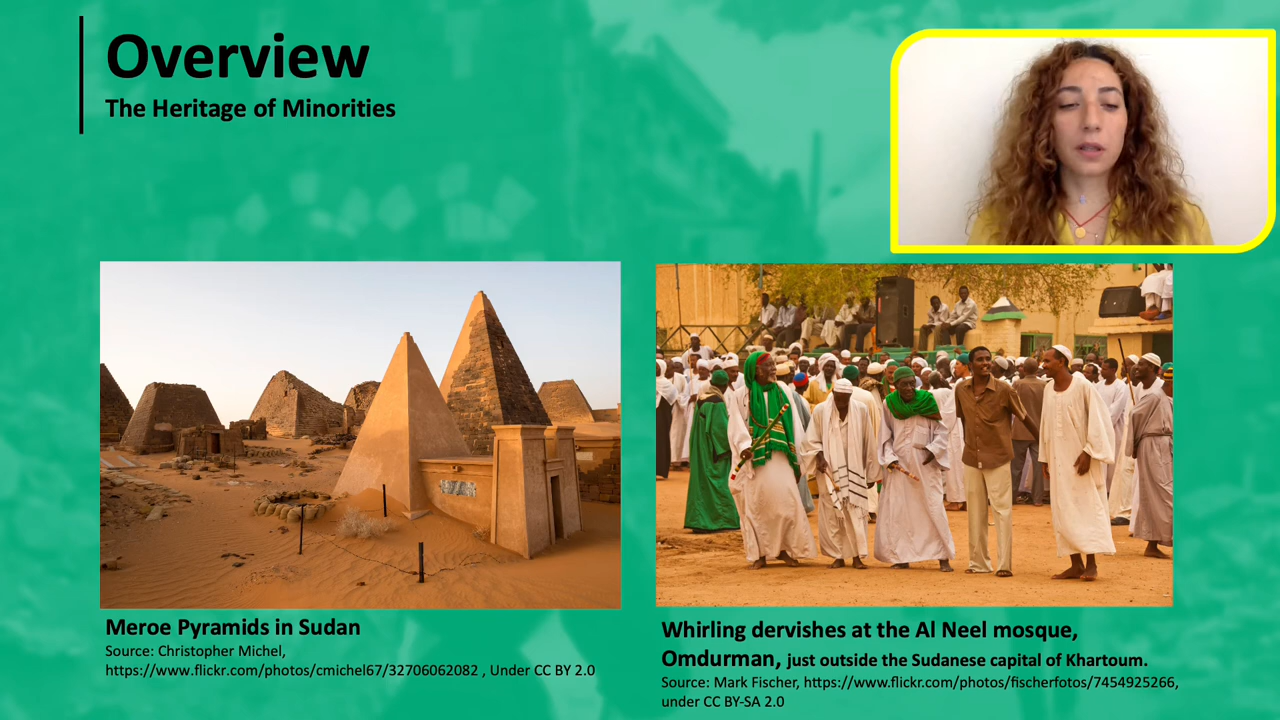 Overview
The Heritage of Minorities
Meroe Pyramids in Sudan
Source: Christopher Michel,
https://www.flickr.com/photos/cmichel67/32706062082 , Under CC BY 2.0
Whirling dervishes at the Al Neel mosque,
Omdurman, just outside the Sudanese capital of Khartoum.
Source: Mark Fischer, https://www.flickr.com/photos/fischerfotos/7454925266,
under CC BY-SA 2.0